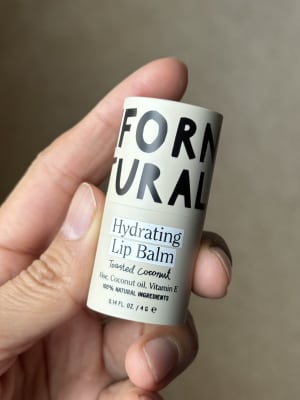 FORN
URAL
Hydrating
Lip Balm
Toasted Coconut
Aloe, Coconut oil, Vitamin E
100% NATURAL INGREDIENTS
0.14 FL. OZ. / 4 G ℮